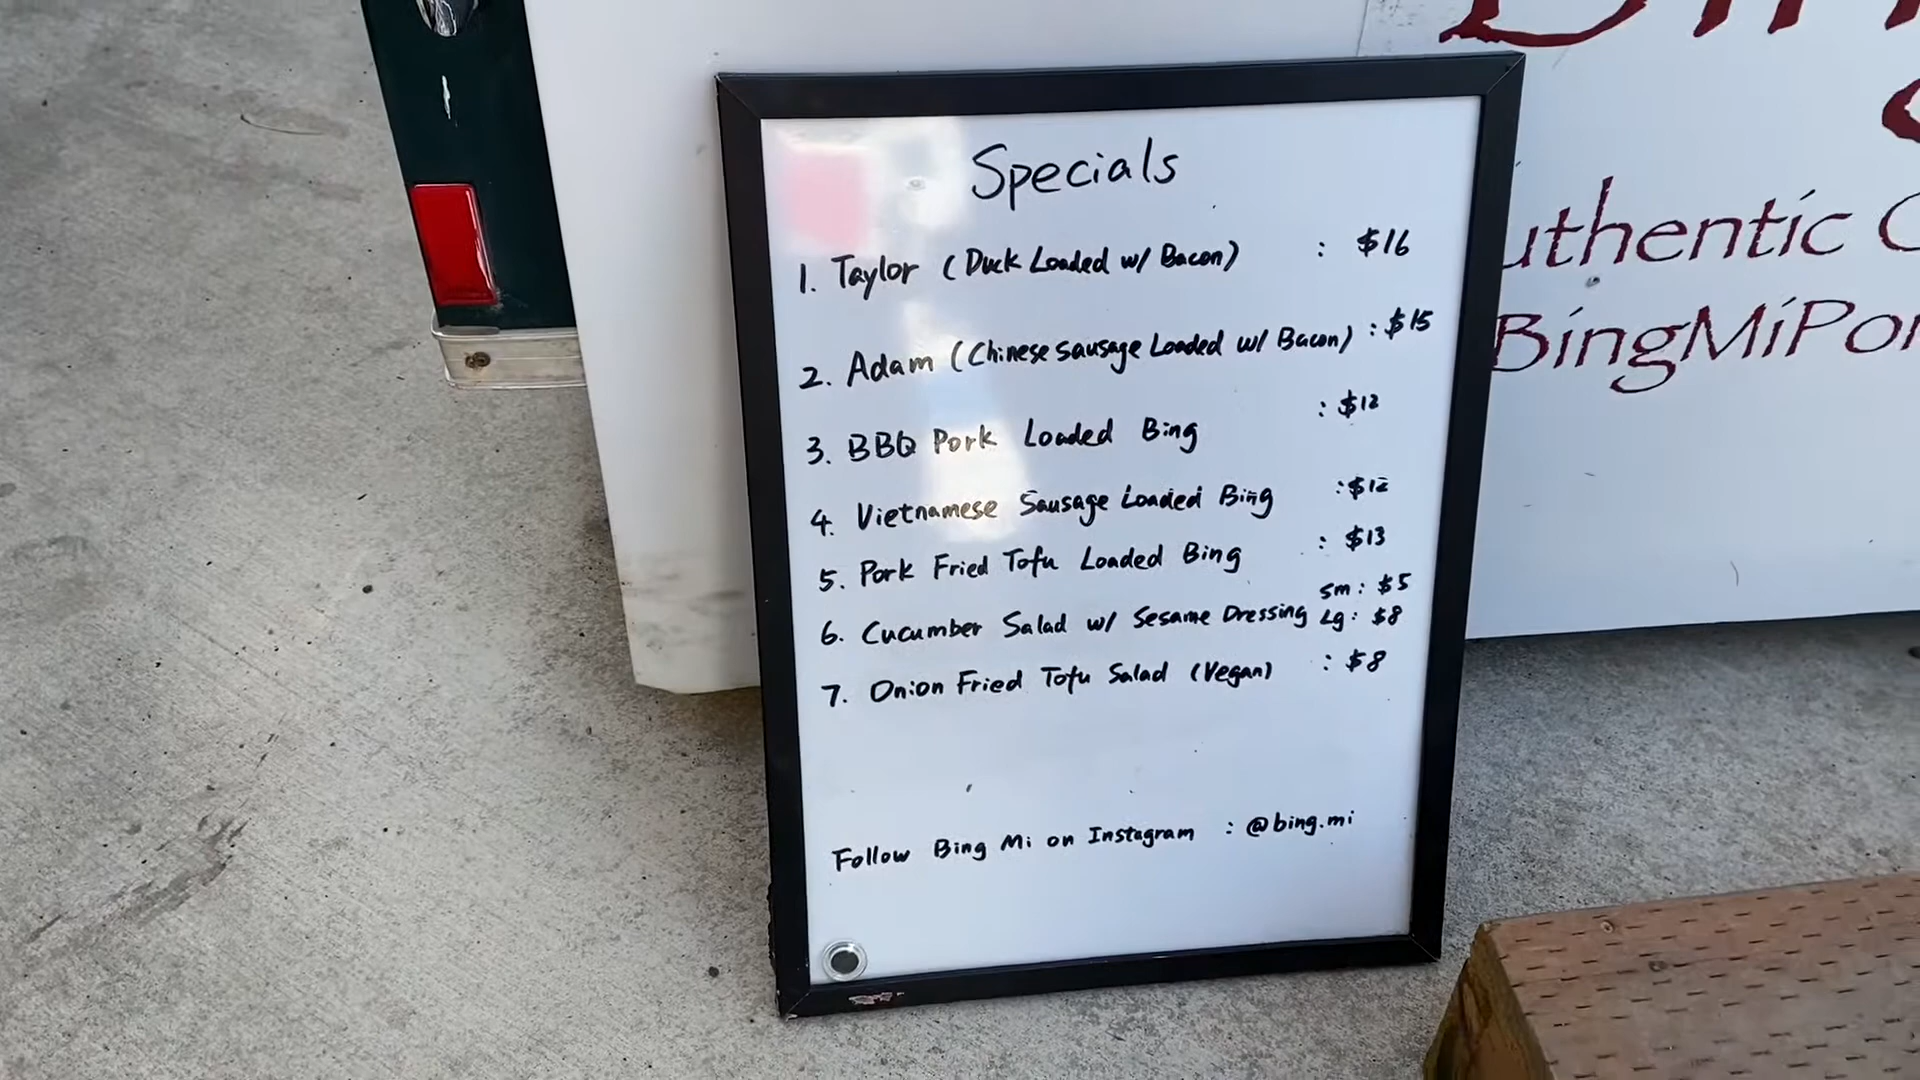 Specials
1. Taylor (Duck Loaded w/ Bacon) : $16
2. Adam (Chinese sausage Loaded w/ Bacon) : $15
3. BBQ Pork Loaded Bing : $12
4. Vietnamese Sausage Loaded Bing : $12
5. Pork Fried Tofu Loaded Bing : $13
6. Cucumber Salad w/ Sesame Dressing sm : $5
Lg : $8
7. Onion Fried Tofu Salad (Vegan) : $8
Follow Bing Mi on Instagram : @bing.mi
uthentic C
BingMiPor